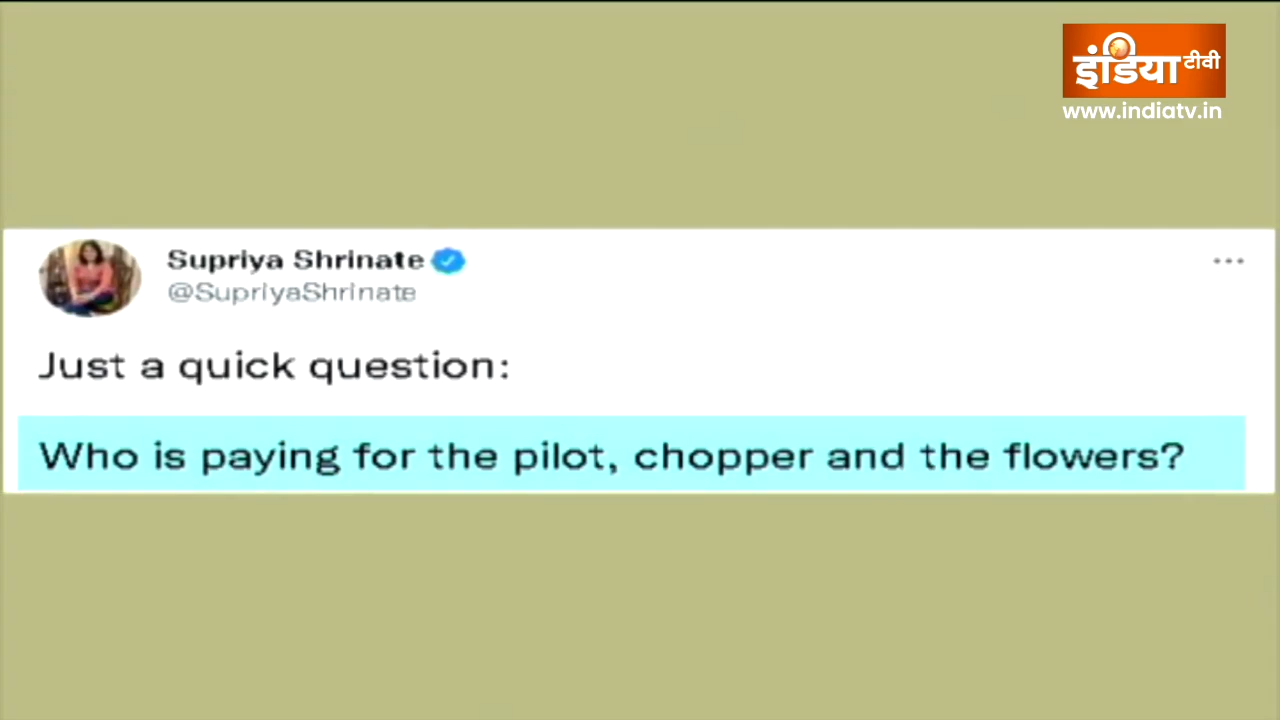 इंडिया टीवी
www.indiatv.in
Supriya Shrinate
@SupriyaShrinate
Just a quick question:
Who is paying for the pilot, chopper and the flowers?